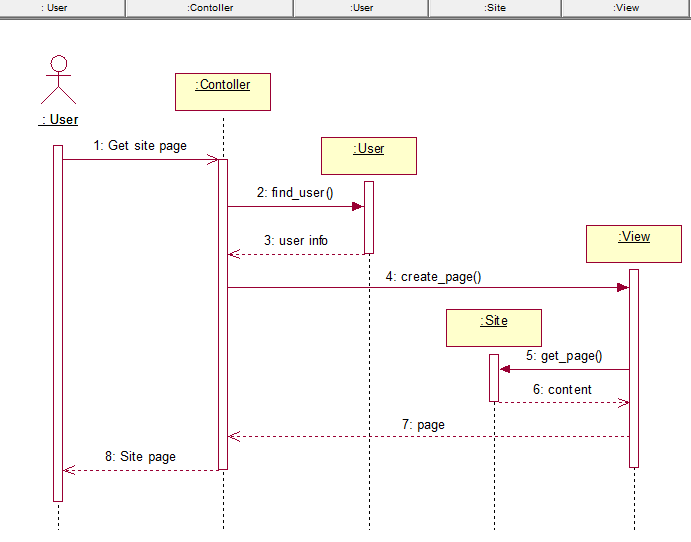 : User
:Contoller
:User
:Site
:View
:Contoller
: User
1: Get site page
:User
2: find_user()
3: user info
:View
4: create_page()
:Site
5: get_page()
6: content
7: page
8: Site page